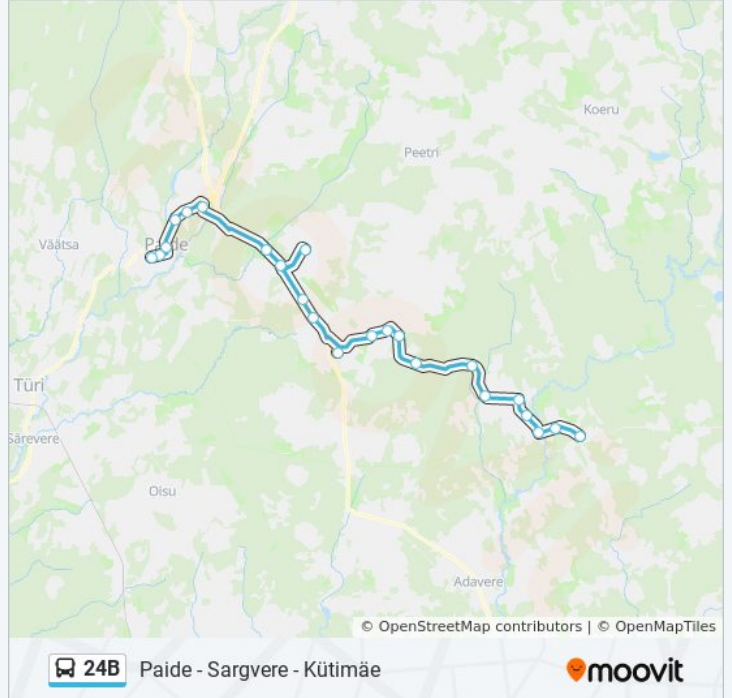 Koeru
Peetri
Väätsa
Paide
Türi
Särevere
Oisu
Adavere
© OpenStreetMap contributors | © OpenMapTiles
24B Paide - Sargvere - Kütimäe
moovit